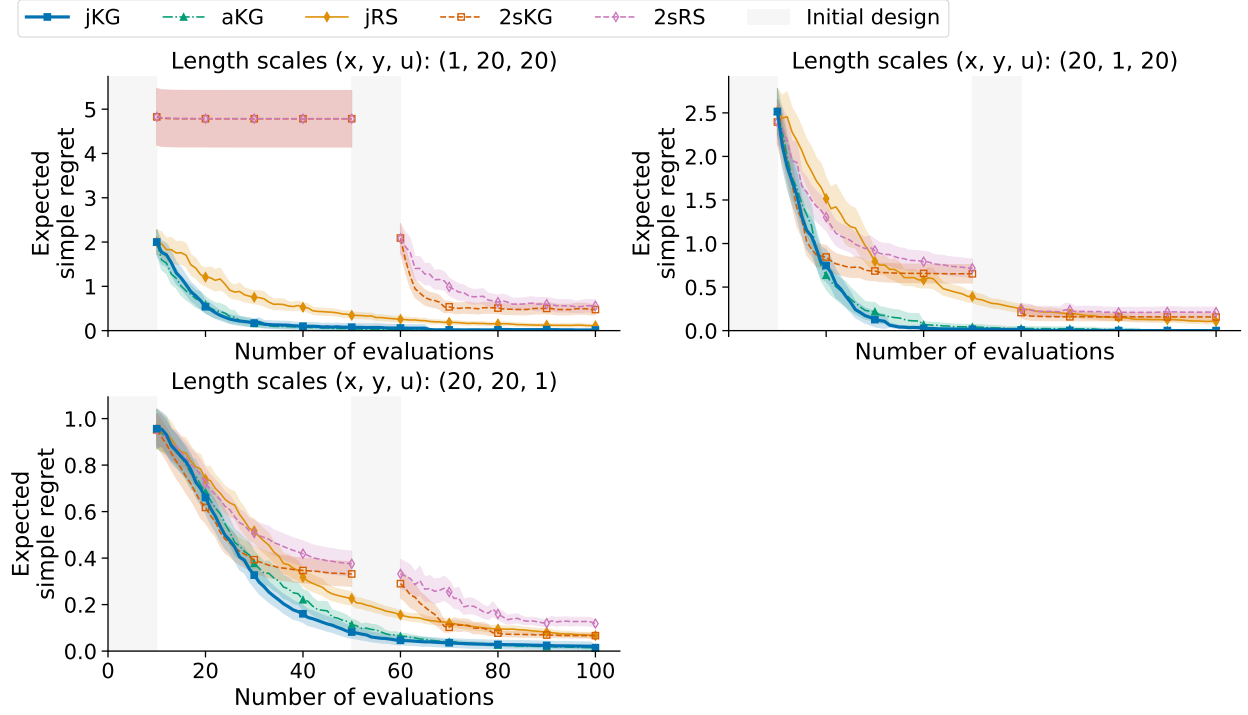 jKG aKG jRS 2sKG 2sRS Initial design
Length scales (x, y, u): (1, 20, 20)
Expected
simple regret
5
4
3
2
1
0
Number of evaluations
Length scales (x, y, u): (20, 1, 20)
Expected
simple regret
2.5
2.0
1.5
1.0
0.5
0.0
Number of evaluations
Length scales (x, y, u): (20, 20, 1)
Expected
simple regret
1.0
0.8
0.6
0.4
0.2
0.0
0 20 40 60 80 100
Number of evaluations